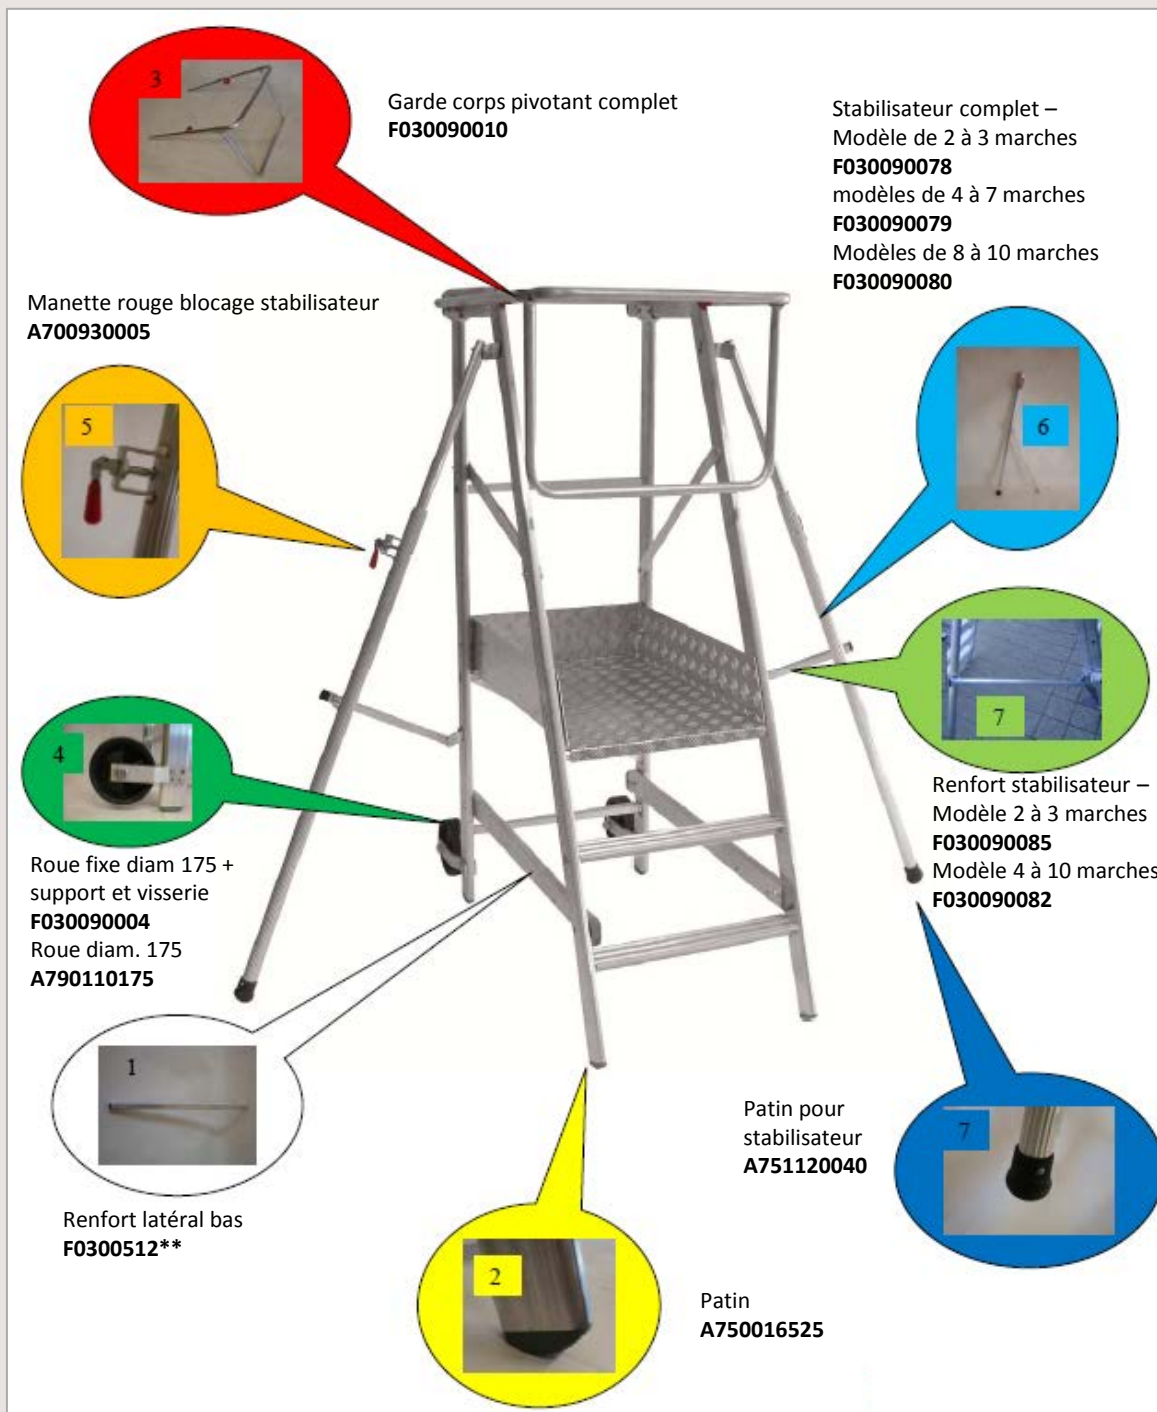 3
Garde corps pivotant complet
F030090010
Stabilisateur complet –
Modèle de 2 à 3 marches
F030090078
modèles de 4 à 7 marches
F030090079
Modèles de 8 à 10 marches
F030090080
Manette rouge blocage stabilisateur
A700930005
5
6
7
4
Renfort stabilisateur –
Modèle 2 à 3 marches
F030090085
Modèle 4 à 10 marches
F030090082
Roue fixe diam 175 +
support et visserie
F030090004
Roue diam. 175
A790110175
1
Renfort latéral bas
F0300512**
Patin pour
stabilisateur
A751120040
7
2
Patin
A750016525